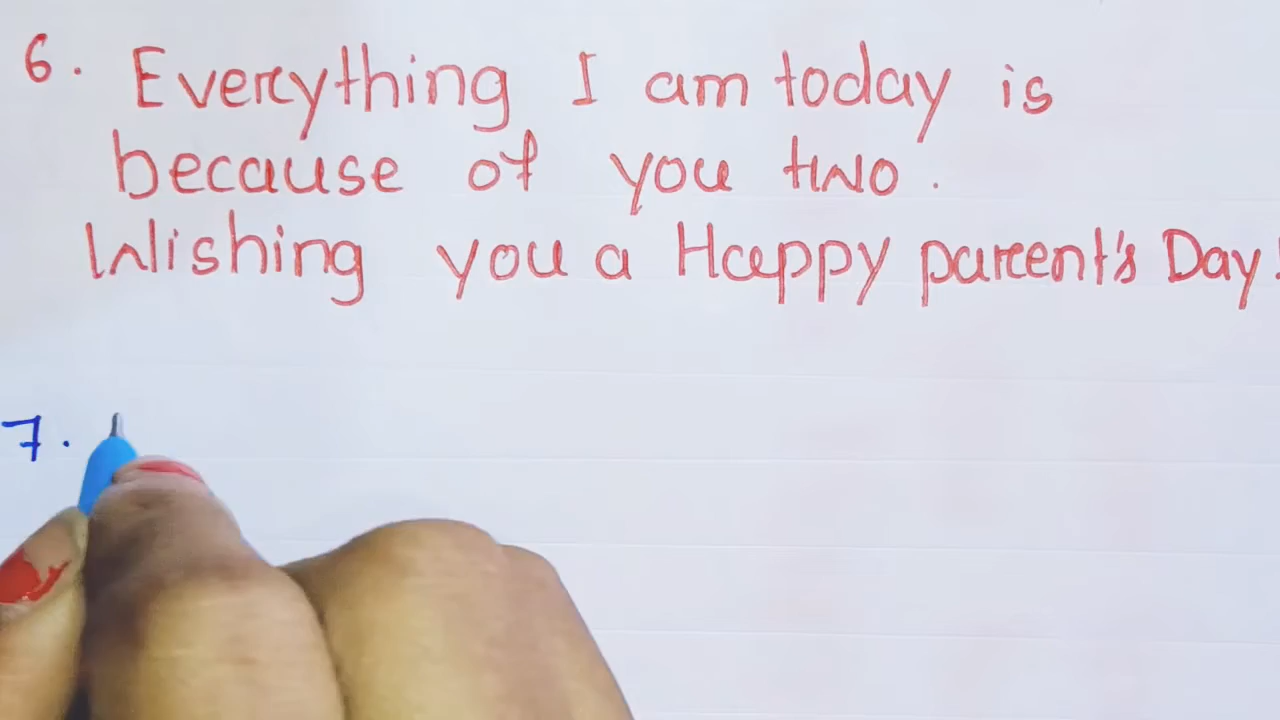 6. Everything I am today is
because of you two.
Wishing you a Happy parent's Day!
7.